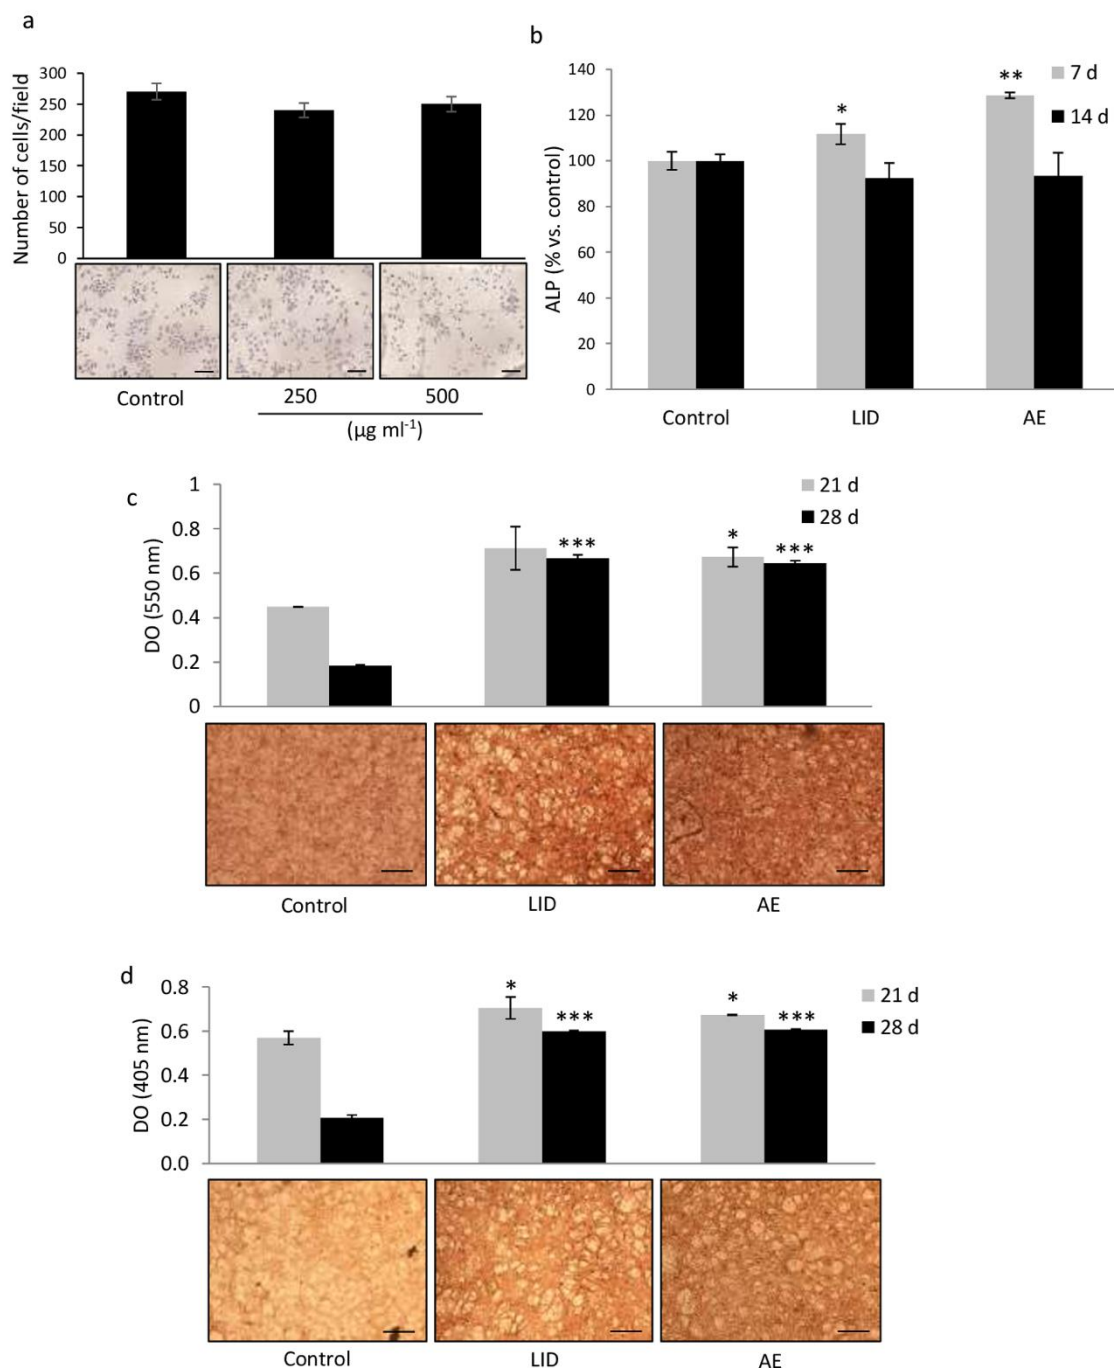 a
Number of cells/field
300
250
200
150
100
50
0
Control
250
500
(µg ml-1)
b
ALP (% vs. control)
140
120
100
80
60
40
20
0
7 d
14 d
*
**
Control
LID
AE
c
DO (550 nm)
1
0.8
0.6
0.4
0.2
0
21 d
28 d
***
*
***
Control
LID
AE
d
DO (405 nm)
0.8
0.6
0.4
0.2
0.0
21 d
28 d
*
***
*
***
Control
LID
AE